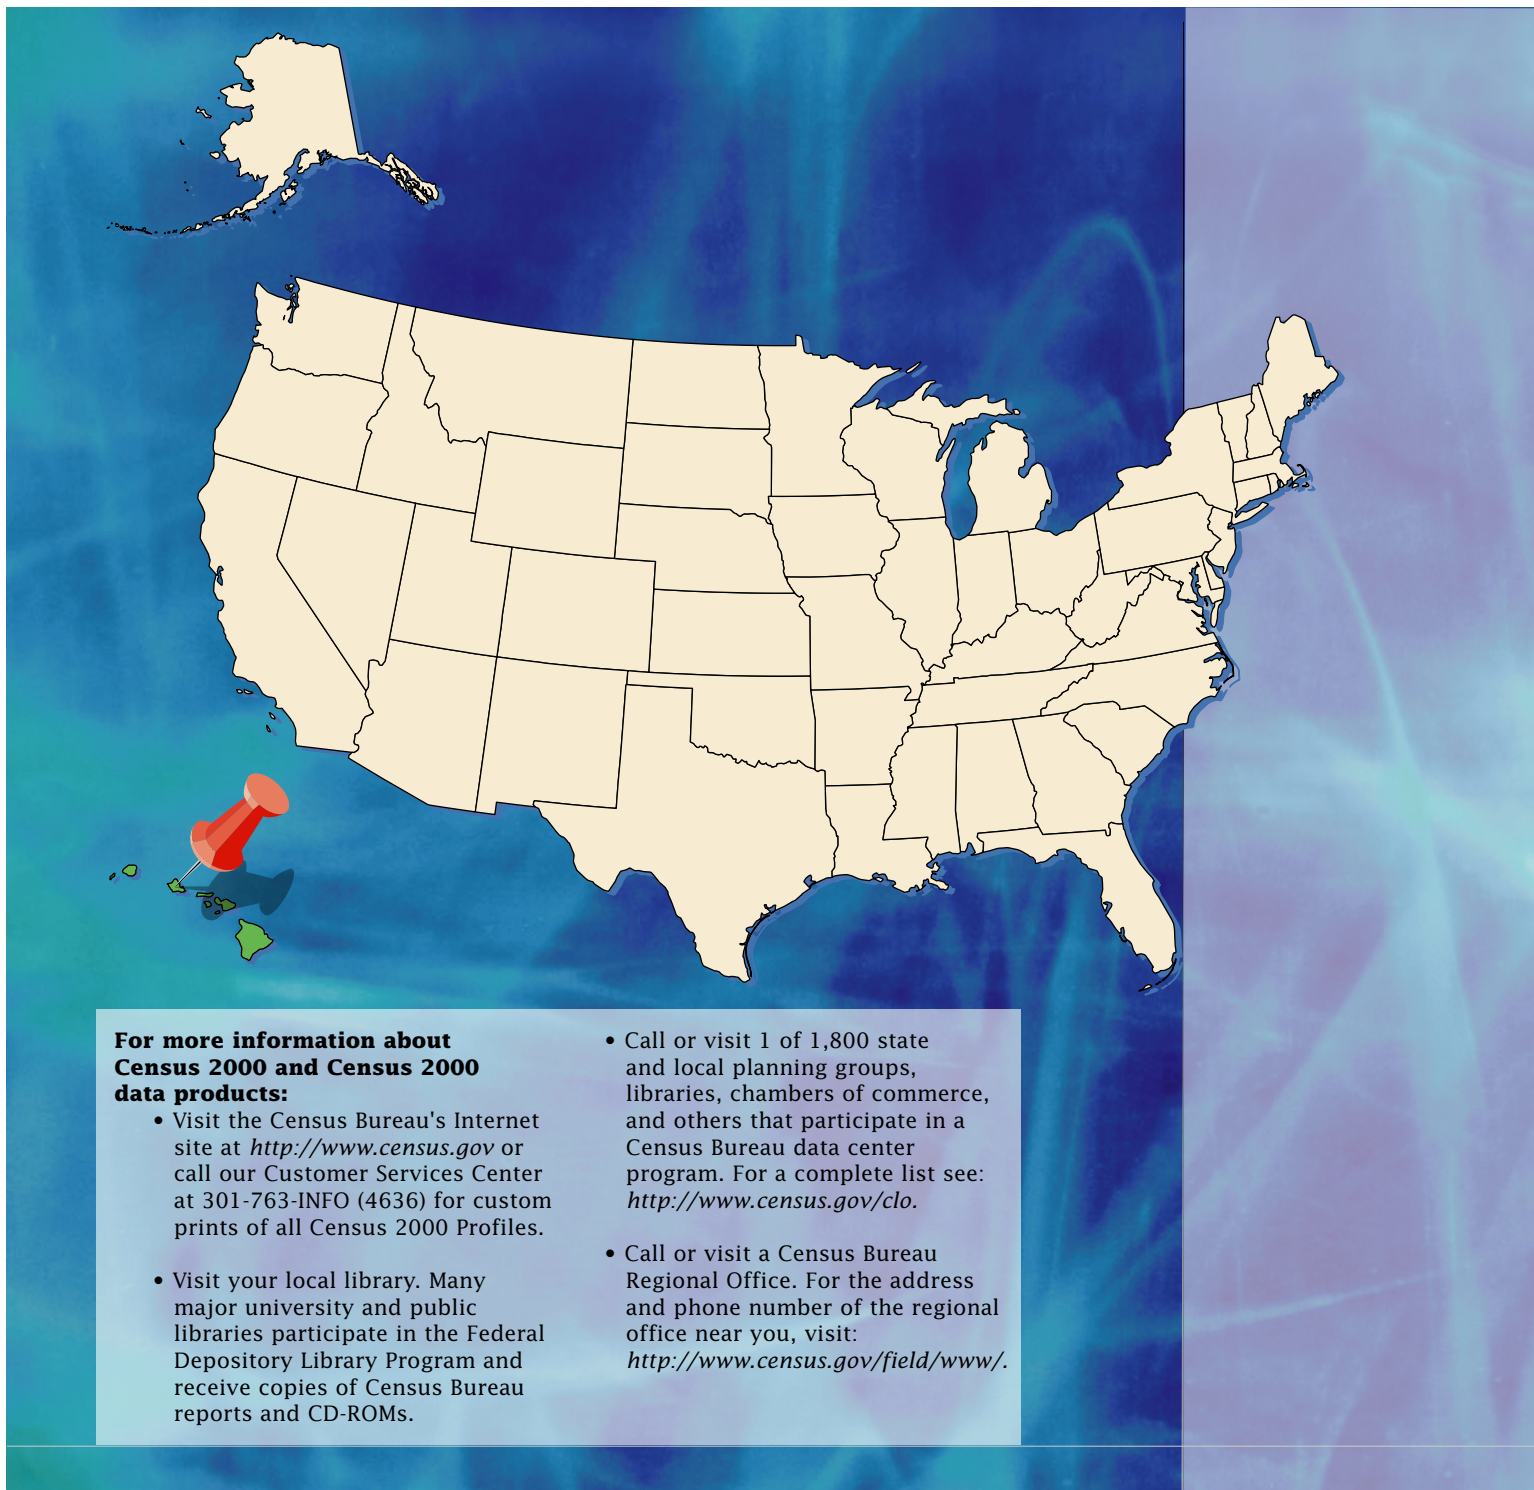 For more information about
Census 2000 and Census 2000
data products:
• Visit the Census Bureau's Internet
site at http://www.census.gov or
call our Customer Services Center
at 301-763-INFO (4636) for custom
prints of all Census 2000 Profiles.
• Visit your local library. Many
major university and public
libraries participate in the Federal
Depository Library Program and
receive copies of Census Bureau
reports and CD-ROMs.
• Call or visit 1 of 1,800 state
and local planning groups,
libraries, chambers of commerce,
and others that participate in a
Census Bureau data center
program. For a complete list see:
http://www.census.gov/clo.
• Call or visit a Census Bureau
Regional Office. For the address
and phone number of the regional
office near you, visit:
http://www.census.gov/field/www/.